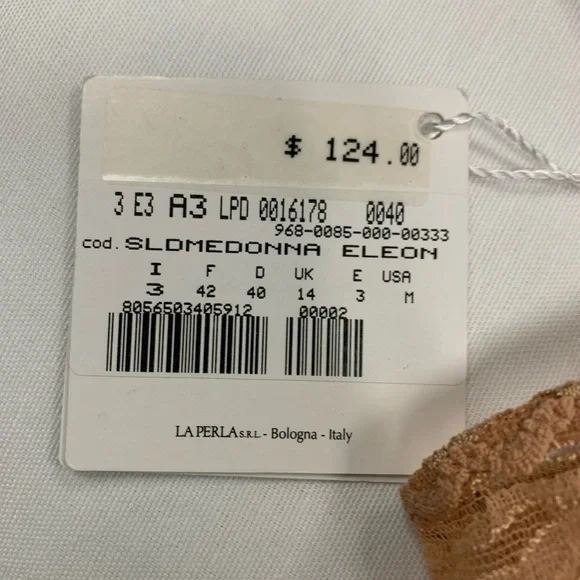 $ 124.00
3 E3 A3 LPD 0016178 0040
968-0085-000-00333
cod. SLDMEDONNA ELEON
I F D UK E USA
3 42 40 14 3 M
8056503405912 00002
LA PERLA S.R.L. - Bologna - Italy